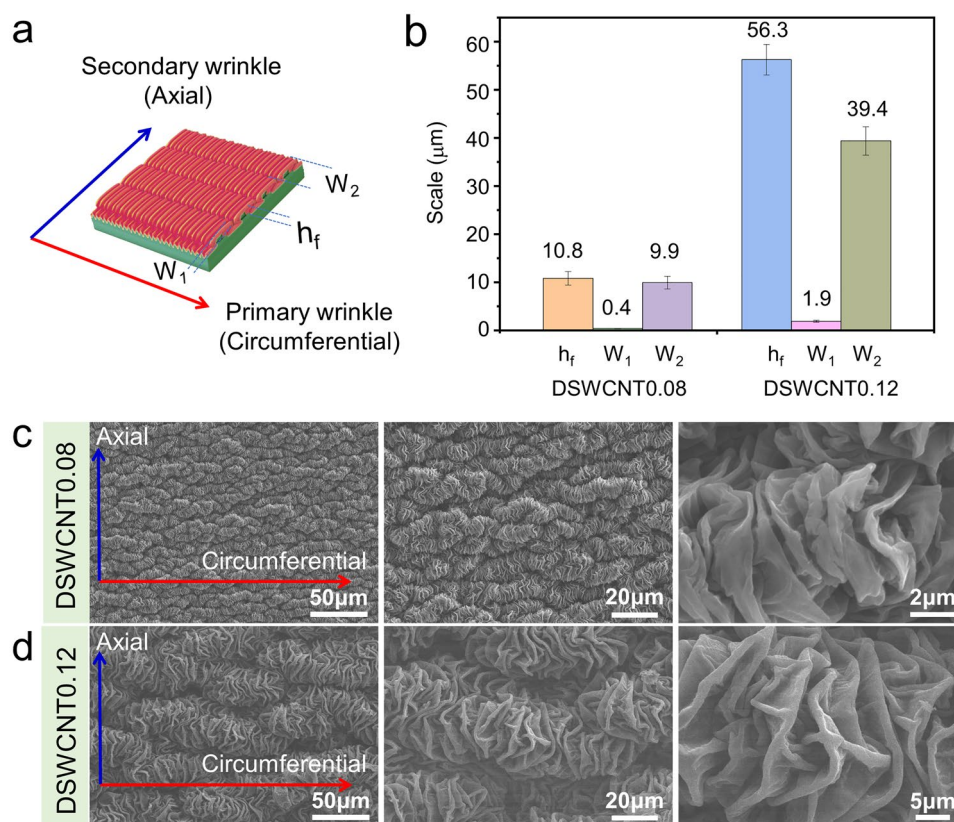 a
Secondary wrinkle
(Axial)
W2
hf
W1
Primary wrinkle
(Circumferential)
b
Scale (μm)
60
50
40
30
20
10
0
10.8
0.4
9.9
56.3
1.9
39.4
hf W1 W2 hf W1 W2
DSWCNT0.08 DSWCNT0.12
c
DSWCNT0.08
Axial
Circumferential
50μm
20μm
2μm
d
DSWCNT0.12
Axial
Circumferential
50μm
20μm
5μm